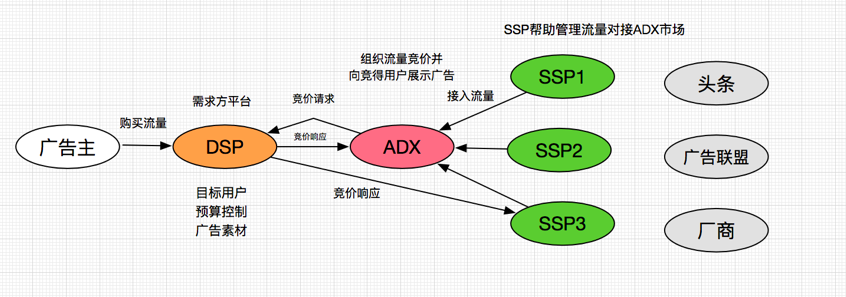 SSP帮助管理流量对接ADX市场
组织流量竞价并
向竞得用户展示广告
SSP1
头条
需求方平台
竞价请求
接入流量
购买流量
竞价响应
广告主
DSP
ADX
SSP2
广告联盟
目标用户
预算控制
广告素材
竞价响应
SSP3
厂商